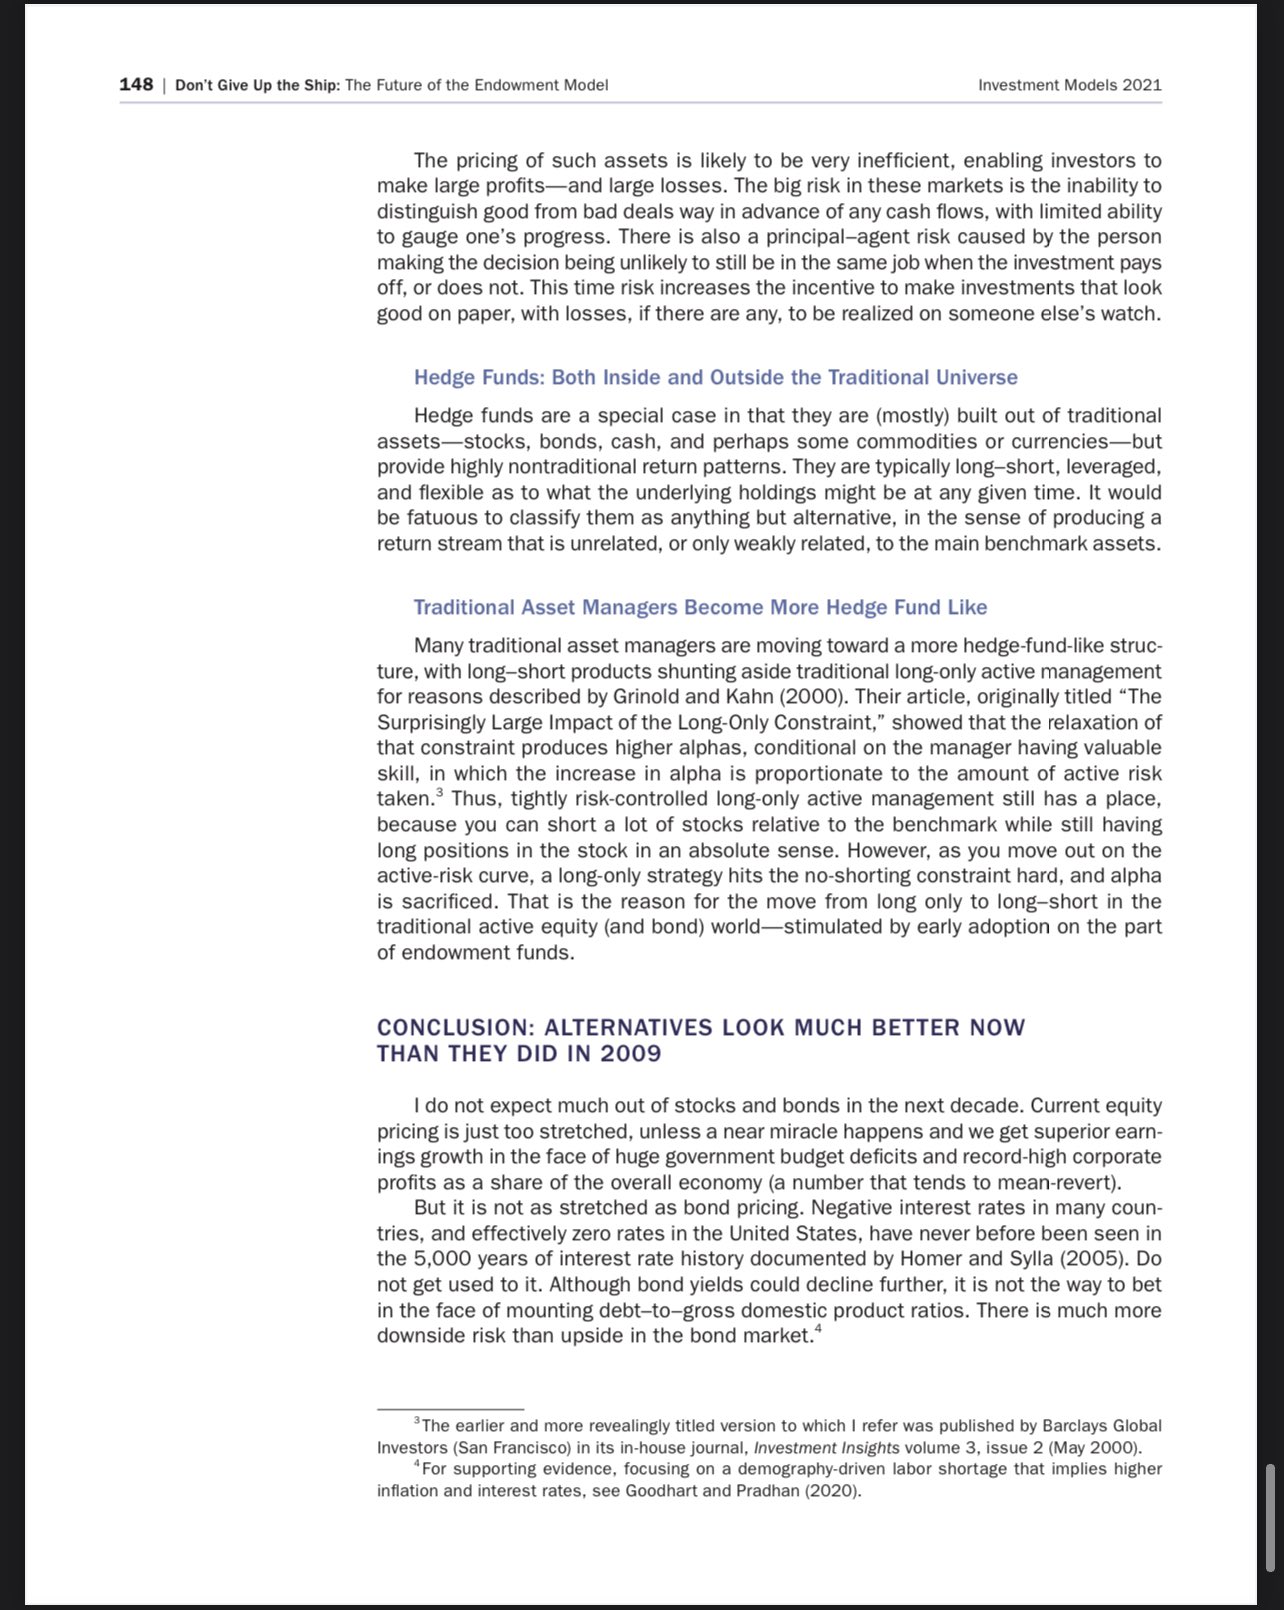 148 | Don't Give Up the Ship: The Future of the Endowment Model Investment Models 2021
The pricing of such assets is likely to be very inefficient, enabling investors to
make large profits—and large losses. The big risk in these markets is the inability to
distinguish good from bad deals way in advance of any cash flows, with limited ability
to gauge one's progress. There is also a principal–agent risk caused by the person
making the decision being unlikely to still be in the same job when the investment pays
off, or does not. This time risk increases the incentive to make investments that look
good on paper, with losses, if there are any, to be realized on someone else's watch.
Hedge Funds: Both Inside and Outside the Traditional Universe
Hedge funds are a special case in that they are (mostly) built out of traditional
assets—stocks, bonds, cash, and perhaps some commodities or currencies—but
provide highly nontraditional return patterns. They are typically long–short, leveraged,
and flexible as to what the underlying holdings might be at any given time. It would
be fatuous to classify them as anything but alternative, in the sense of producing a
return stream that is unrelated, or only weakly related, to the main benchmark assets.
Traditional Asset Managers Become More Hedge Fund Like
Many traditional asset managers are moving toward a more hedge-fund-like struc-
ture, with long–short products shunting aside traditional long-only active management
for reasons described by Grinold and Kahn (2000). Their article, originally titled “The
Surprisingly Large Impact of the Long-Only Constraint,” showed that the relaxation of
that constraint produces higher alphas, conditional on the manager having valuable
skill, in which the increase in alpha is proportionate to the amount of active risk
taken.³ Thus, tightly risk-controlled long-only active management still has a place,
because you can short a lot of stocks relative to the benchmark while still having
long positions in the stock in an absolute sense. However, as you move out on the
active-risk curve, a long-only strategy hits the no-shorting constraint hard, and alpha
is sacrificed. That is the reason for the move from long only to long–short in the
traditional active equity (and bond) world—stimulated by early adoption on the part
of endowment funds.
CONCLUSION: ALTERNATIVES LOOK MUCH BETTER NOW
THAN THEY DID IN 2009
I do not expect much out of stocks and bonds in the next decade. Current equity
pricing is just too stretched, unless a near miracle happens and we get superior earn-
ings growth in the face of huge government budget deficits and record-high corporate
profits as a share of the overall economy (a number that tends to mean-revert).
But it is not as stretched as bond pricing. Negative interest rates in many coun-
tries, and effectively zero rates in the United States, have never before been seen in
the 5,000 years of interest rate history documented by Homer and Sylla (2005). Do
not get used to it. Although bond yields could decline further, it is not the way to bet
in the face of mounting debt–to–gross domestic product ratios. There is much more
downside risk than upside in the bond market.⁴
³The earlier and more revealingly titled version to which I refer was published by Barclays Global
Investors (San Francisco) in its in-house journal, Investment Insights volume 3, issue 2 (May 2000).
⁴For supporting evidence, focusing on a demography-driven labor shortage that implies higher
inflation and interest rates, see Goodhart and Pradhan (2020).